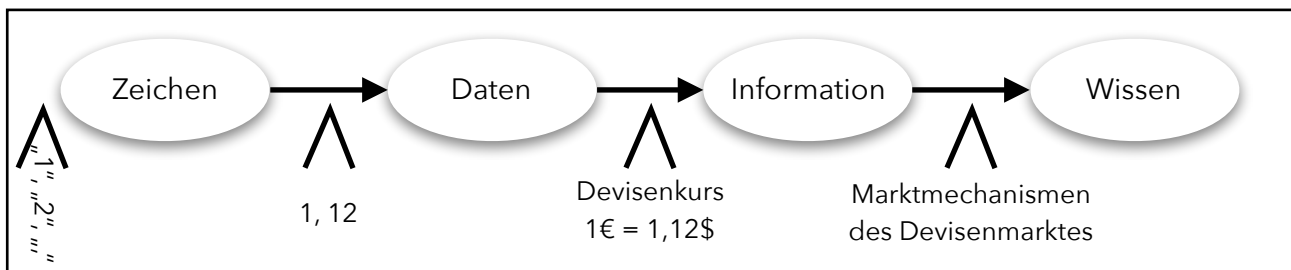 Zeichen
Daten
Information
Wissen
„1“, „2“, „,“
1, 12
Devisenkurs
1€ = 1,12$
Marktmechanismen
des Devisenmarktes